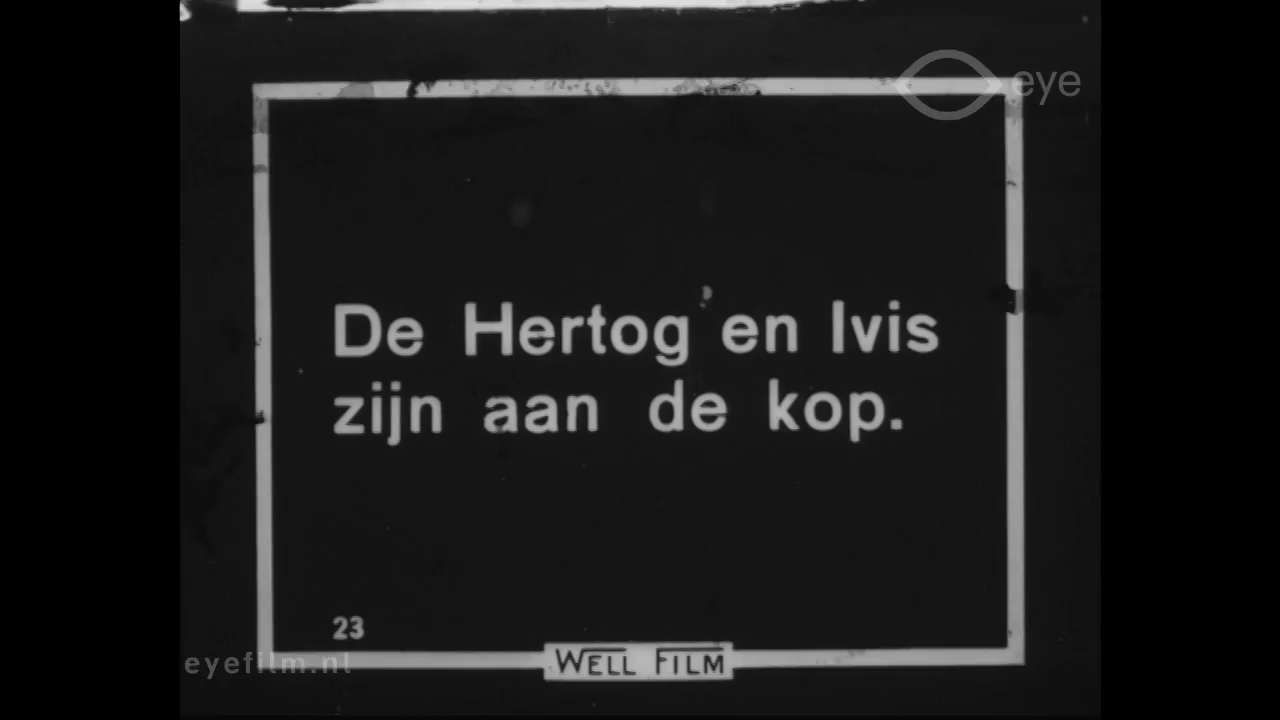 eye
De Hertog en Ivis
zijn aan de kop.
23
eyefilm.nl
WELL FILM